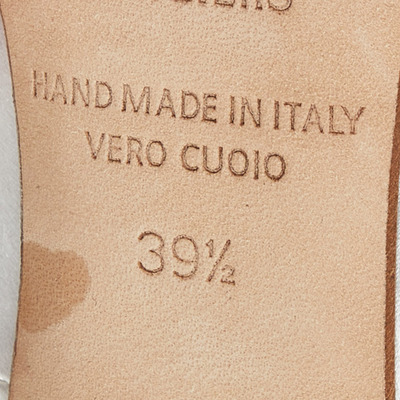 HAND MADE IN ITALY
VERO CUOIO
39½